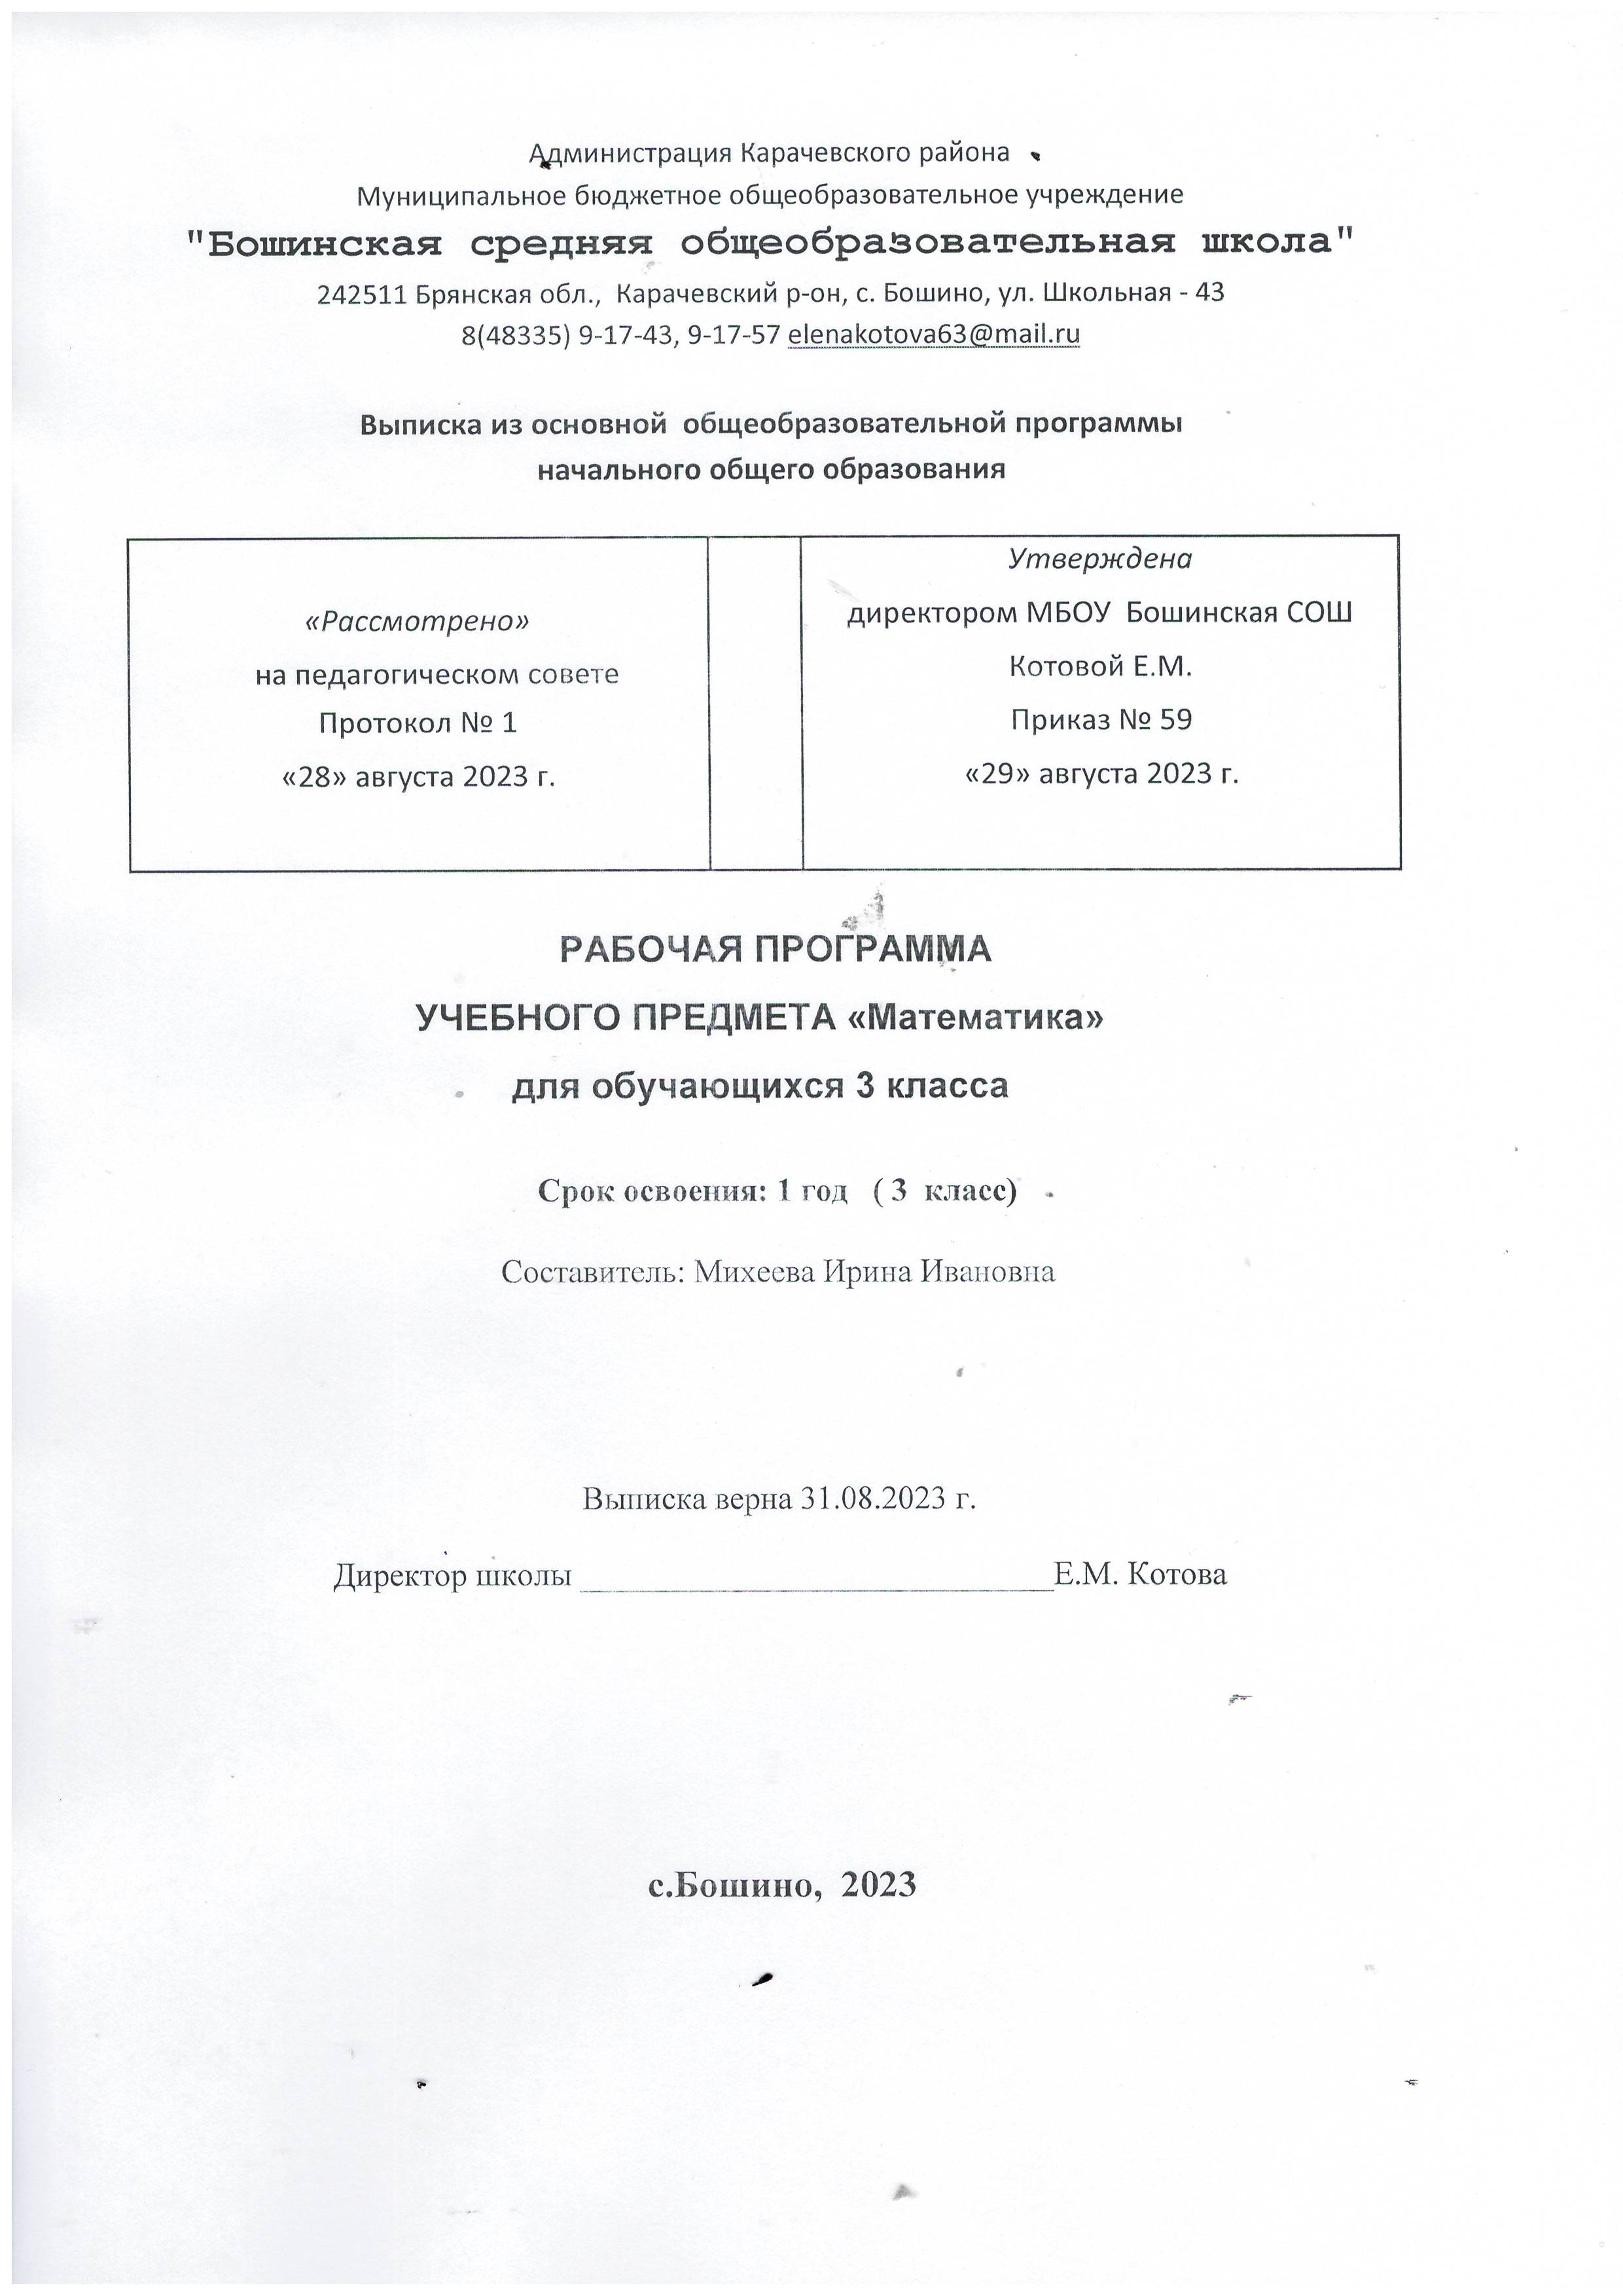 Администрация Карачевского района
Муниципальное бюджетное общеобразовательное учреждение
"Бошинская средняя общеобразовательная школа"
242511 Брянская обл., Карачевский р-он, с. Бошино, ул. Школьная - 43
8(48335) 9-17-43, 9-17-57 elenakotova63@mail.ru
Выписка из основной общеобразовательной программы
начального общего образования
«Рассмотрено»
на педагогическом совете
Протокол № 1
«28» августа 2023 г.
Утверждена
директором МБОУ Бошинская СОШ
Котовой Е.М.
Приказ № 59
«29» августа 2023 г.
РАБОЧАЯ ПРОГРАММА
УЧЕБНОГО ПРЕДМЕТА «Математика»
для обучающихся 3 класса
Срок освоения: 1 год ( 3 класс)
Составитель: Михеева Ирина Ивановна
Выписка верна 31.08.2023 г.
Директор школы ____________________________Е.М. Котова
с.Бошино, 2023